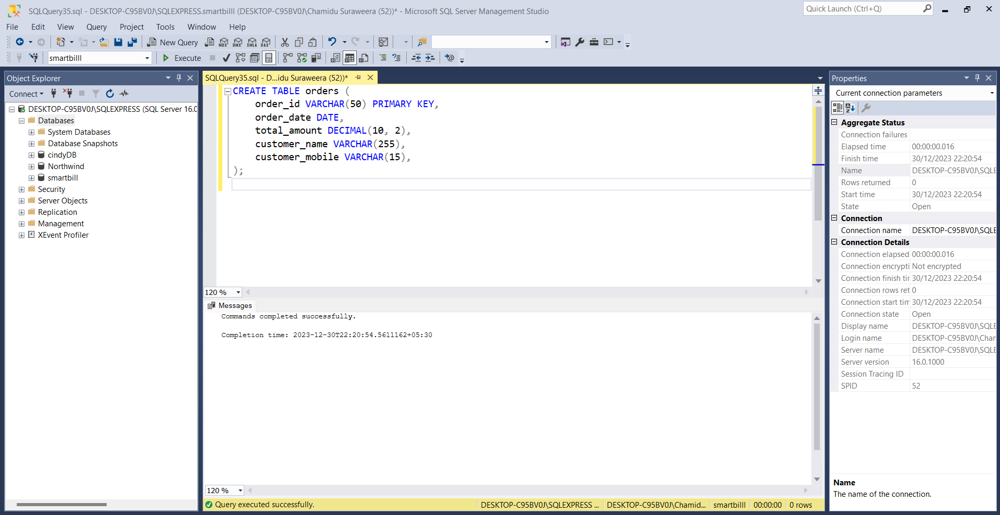 SQLQuery35.sql - DESKTOP-C95BV0J\SQLEXPRESS.smartbilll (DESKTOP-C95BV0J\Chamidu Suraweera (52))* - Microsoft SQL Server Management Studio
Quick Launch (Ctrl+Q)
File Edit View Query Project Tools Window Help
New Query MDX DMX XMLA DAX
smartbilll Execute
Object Explorer
Connect
DESKTOP-C95BV0J\SQLEXPRESS (SQL Server 16.0
Databases
System Databases
Database Snapshots
cindyDB
Northwind
smartbill
Security
Server Objects
Replication
Management
XEvent Profiler
SQLQuery35.sql - D...idu Suraweera (52))*
CREATE TABLE orders (
order_id VARCHAR(50) PRIMARY KEY,
order_date DATE,
total_amount DECIMAL(10, 2),
customer_name VARCHAR(255),
customer_mobile VARCHAR(15),
);
120 %
Messages
Commands completed successfully.
Completion time: 2023-12-30T22:20:54.5611162+05:30
120 %
Query executed successfully. DESKTOP-C95BV0J\SQLEXPRESS ... DESKTOP-C95BV0J\Chamid... smartbilll 00:00:00 0 rows
Properties
Current connection parameters
Aggregate Status
Connection failures
Elapsed time 00:00:00.016
Finish time 30/12/2023 22:20:54
Name DESKTOP-C95BV0J\SQLE
Rows returned 0
Start time 30/12/2023 22:20:54
State Open
Connection
Connection name DESKTOP-C95BV0J\SQLE
Connection Details
Connection elapsed 00:00:00.016
Connection encrypti Not encrypted
Connection finish tir 30/12/2023 22:20:54
Connection rows ret 0
Connection start tim 30/12/2023 22:20:54
Connection state Open
Display name DESKTOP-C95BV0J\SQLE
Login name DESKTOP-C95BV0J\Char
Server name DESKTOP-C95BV0J\SQLE
Server version 16.0.1000
Session Tracing ID
SPID 52
Name
The name of the connection.